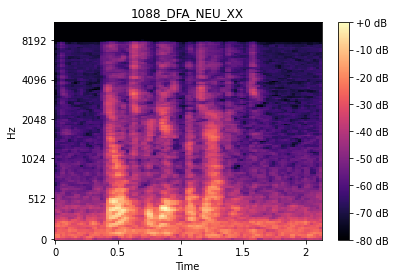 1088_DFA_NEU_XX
8192
4096
2048
1024
512
0
Hz
0
0.5
1
1.5
2
Time
+0 dB
-10 dB
-20 dB
-30 dB
-40 dB
-50 dB
-60 dB
-70 dB
-80 dB